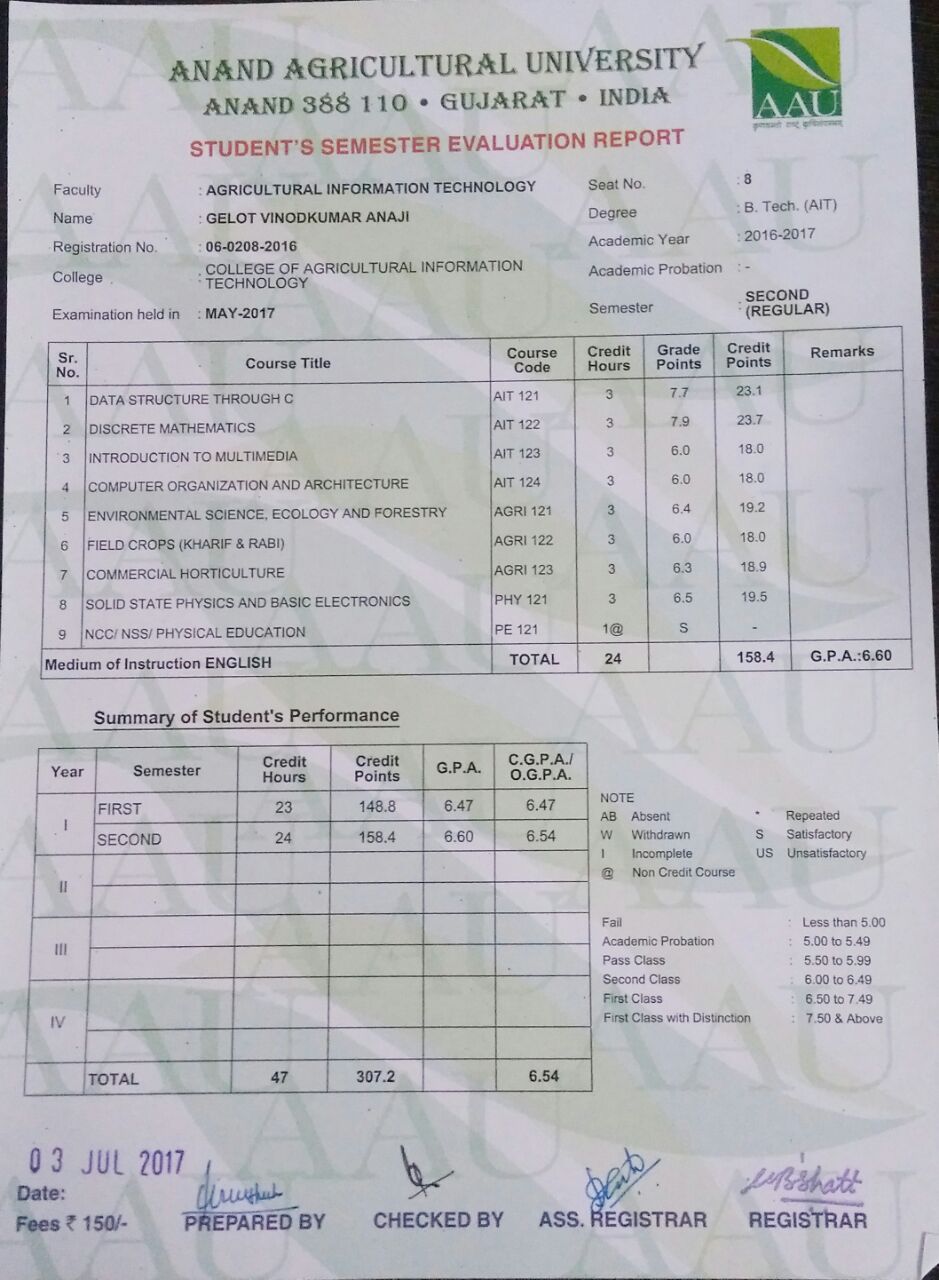 ANAND AGRICULTURAL UNIVERSITY
ANAND 388 110 • GUJARAT • INDIA
AAU
STUDENT'S SEMESTER EVALUATION REPORT
Faculty : AGRICULTURAL INFORMATION TECHNOLOGY
Name : GELOT VINODKUMAR ANAJI
Registration No. : 06-0208-2016
College : COLLEGE OF AGRICULTURAL INFORMATION
TECHNOLOGY
Examination held in : MAY-2017
Seat No. : 8
Degree : B. Tech. (AIT)
Academic Year : 2016-2017
Academic Probation : -
Semester : SECOND
(REGULAR)
Sr. No. Course Title Course Code Credit Hours Grade Points Credit Points Remarks
1 DATA STRUCTURE THROUGH C AIT 121 3 7.7 23.1
2 DISCRETE MATHEMATICS AIT 122 3 7.9 23.7
3 INTRODUCTION TO MULTIMEDIA AIT 123 3 6.0 18.0
4 COMPUTER ORGANIZATION AND ARCHITECTURE AIT 124 3 6.0 18.0
5 ENVIRONMENTAL SCIENCE, ECOLOGY AND FORESTRY AGRI 121 3 6.4 19.2
6 FIELD CROPS (KHARIF & RABI) AGRI 122 3 6.0 18.0
7 COMMERCIAL HORTICULTURE AGRI 123 3 6.3 18.9
8 SOLID STATE PHYSICS AND BASIC ELECTRONICS PHY 121 3 6.5 19.5
9 NCC/ NSS/ PHYSICAL EDUCATION PE 121 1@ S -
Medium of Instruction ENGLISH TOTAL 24 158.4 G.P.A.:6.60
Summary of Student's Performance
Year Semester Credit Hours Credit Points G.P.A. C.G.P.A./ O.G.P.A.
I FIRST 23 148.8 6.47 6.47
SECOND 24 158.4 6.60 6.54
II
III
IV
TOTAL 47 307.2 6.54
NOTE
AB Absent * Repeated
W Withdrawn S Satisfactory
I Incomplete US Unsatisfactory
@ Non Credit Course
Fail : Less than 5.00
Academic Probation : 5.00 to 5.49
Pass Class : 5.50 to 5.99
Second Class : 6.00 to 6.49
First Class : 6.50 to 7.49
First Class with Distinction : 7.50 & Above
03 JUL 2017
Date:
Fees ₹ 150/- PREPARED BY CHECKED BY ASS. REGISTRAR REGISTRAR